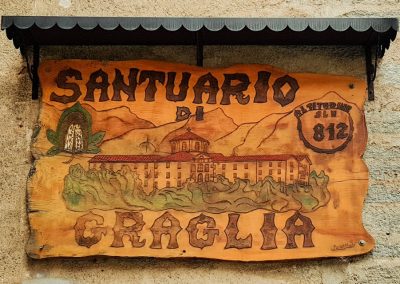 SANTUARIO
DI
GRAGLIA
ALTITUDINE
S.L.M.
812